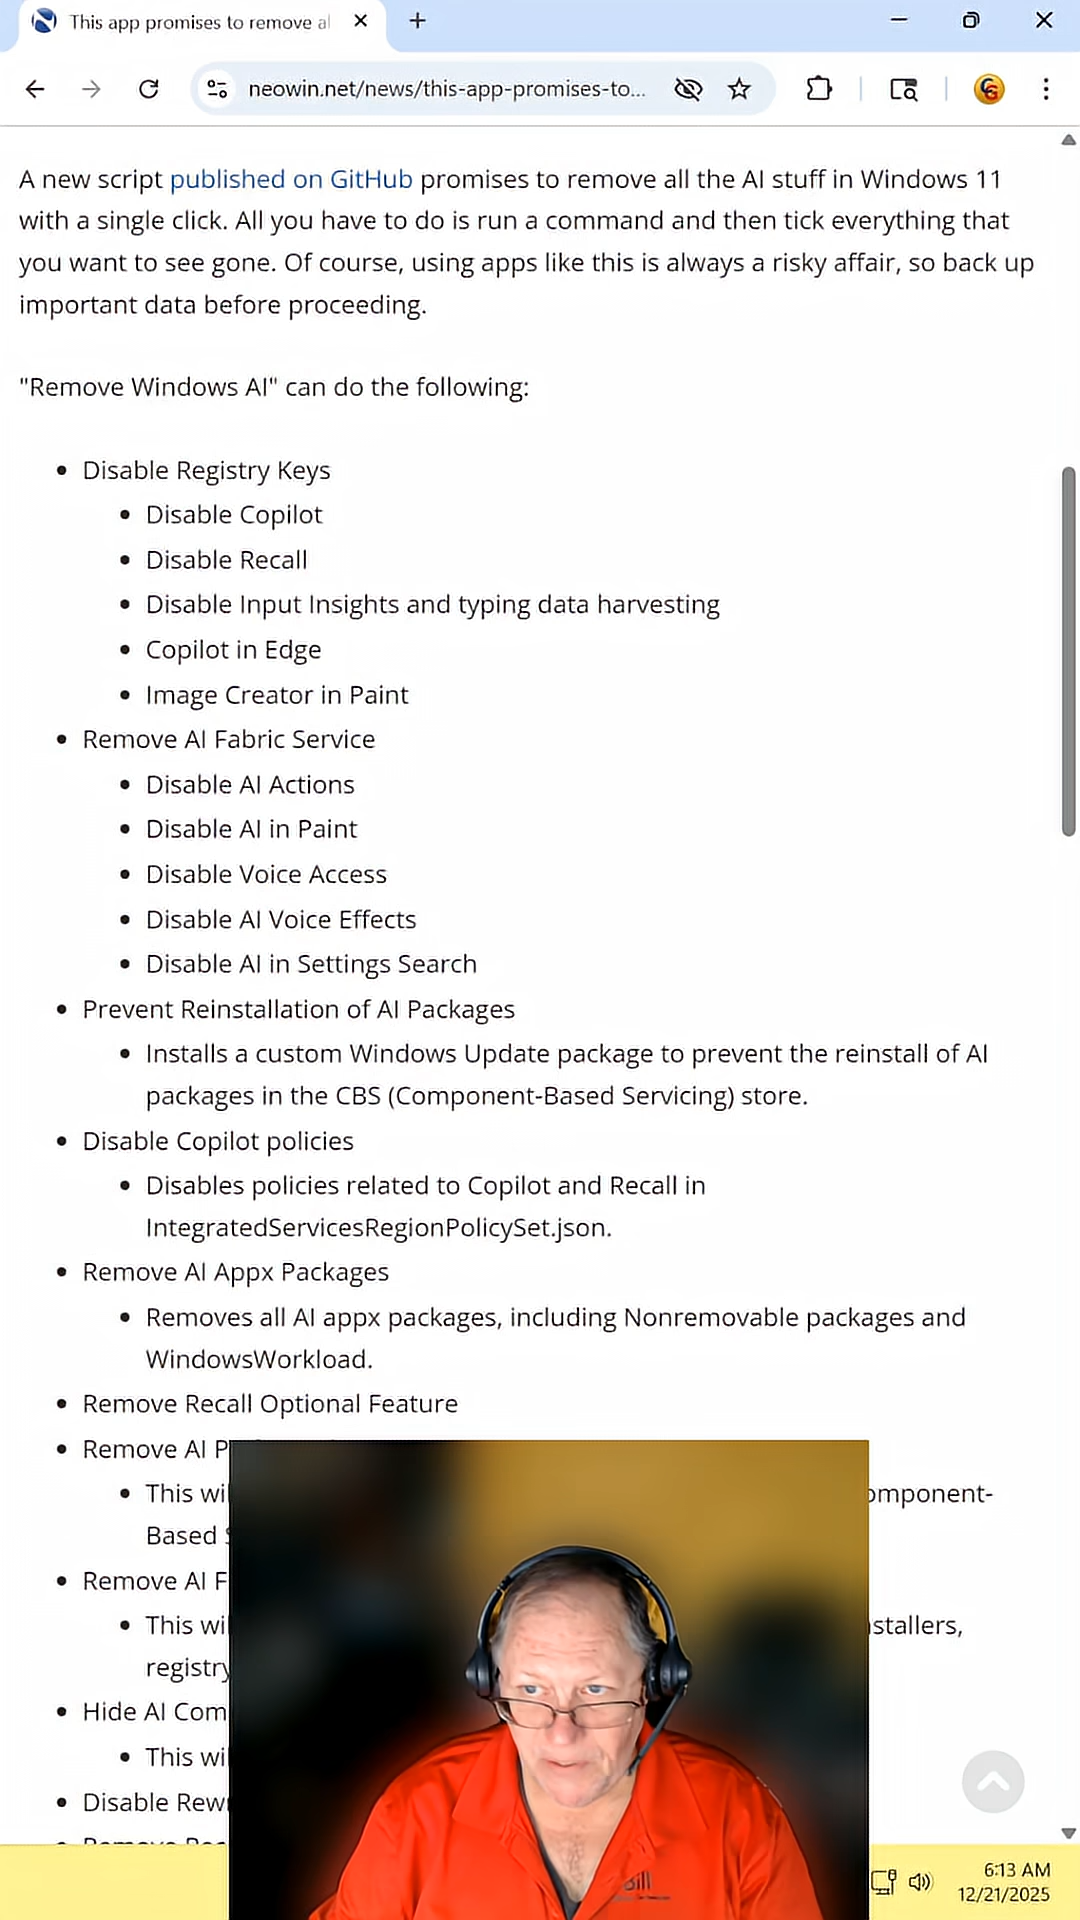 This app promises to remove al
neowin.net/news/this-app-promises-to...
A new script published on GitHub promises to remove all the AI stuff in Windows 11
with a single click. All you have to do is run a command and then tick everything that
you want to see gone. Of course, using apps like this is always a risky affair, so back up
important data before proceeding.
"Remove Windows AI" can do the following:
Disable Registry Keys
Disable Copilot
Disable Recall
Disable Input Insights and typing data harvesting
Copilot in Edge
Image Creator in Paint
Remove AI Fabric Service
Disable AI Actions
Disable AI in Paint
Disable Voice Access
Disable AI Voice Effects
Disable AI in Settings Search
Prevent Reinstallation of AI Packages
Installs a custom Windows Update package to prevent the reinstall of AI
packages in the CBS (Component-Based Servicing) store.
Disable Copilot policies
Disables policies related to Copilot and Recall in
IntegratedServicesRegionPolicySet.json.
Remove AI Appx Packages
Removes all AI appx packages, including Nonremovable packages and
WindowsWorkload.
Remove Recall Optional Feature
Remove AI
This
Based
Remove AI
This
registry
Hide AI
This
Disable
6:13 AM
12/21/2025